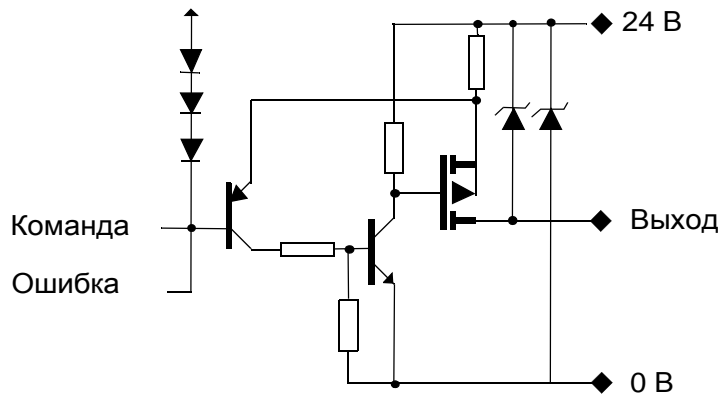 24 В
Команда
Выход
Ошибка
0 В